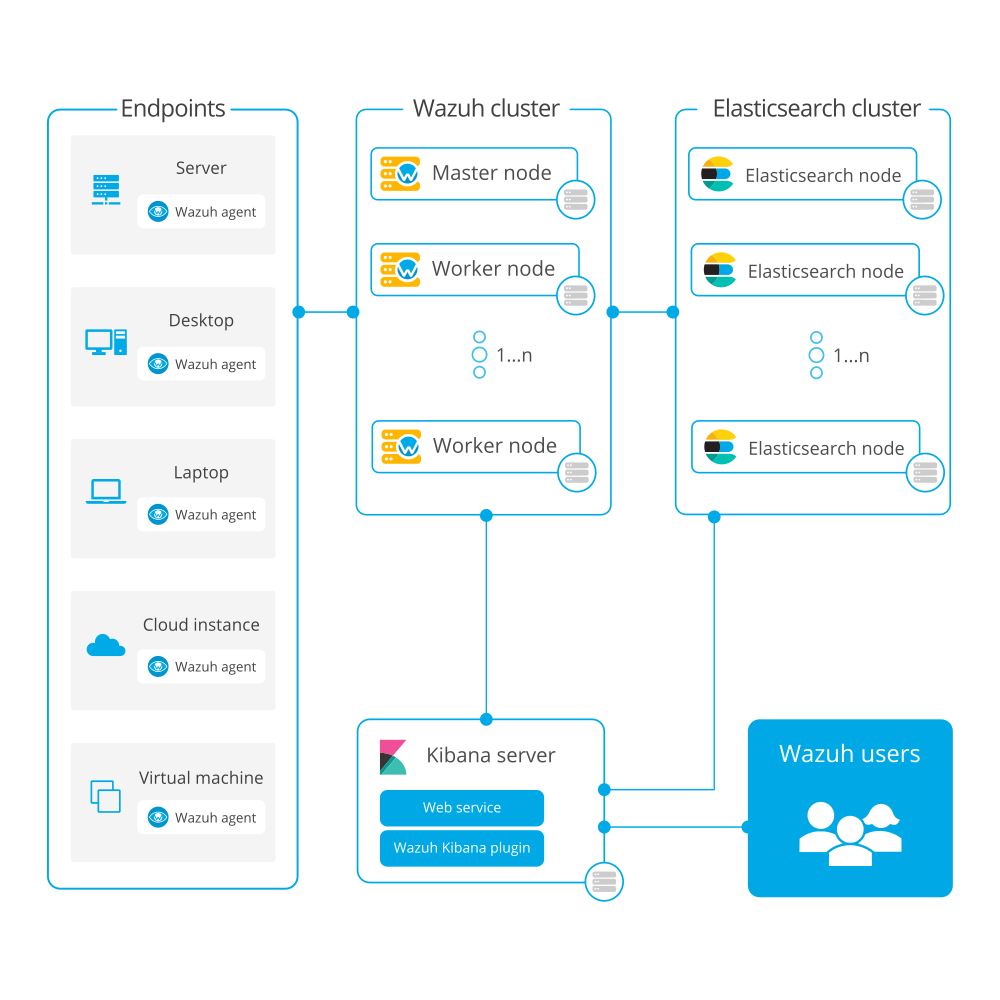 Endpoints
Server
Wazuh agent
Desktop
Wazuh agent
Laptop
Wazuh agent
Cloud instance
Wazuh agent
Virtual machine
Wazuh agent
Wazuh cluster
Master node
Worker node
1...n
Worker node
Elasticsearch cluster
Elasticsearch node
Elasticsearch node
1...n
Elasticsearch node
Kibana server
Web service
Wazuh Kibana plugin
Wazuh users